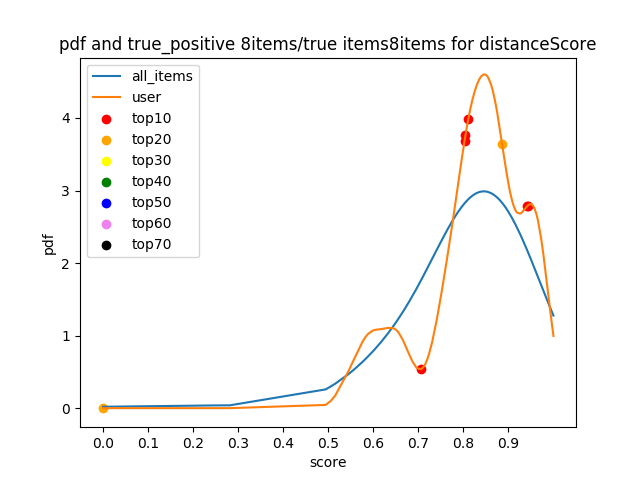 pdf and true_positive 8items/true items8items for distanceScore
all_items
user
top10
top20
top30
top40
top50
top60
top70
pdf
4
3
2
1
0
0.0 0.1 0.2 0.3 0.4 0.5 0.6 0.7 0.8 0.9
score